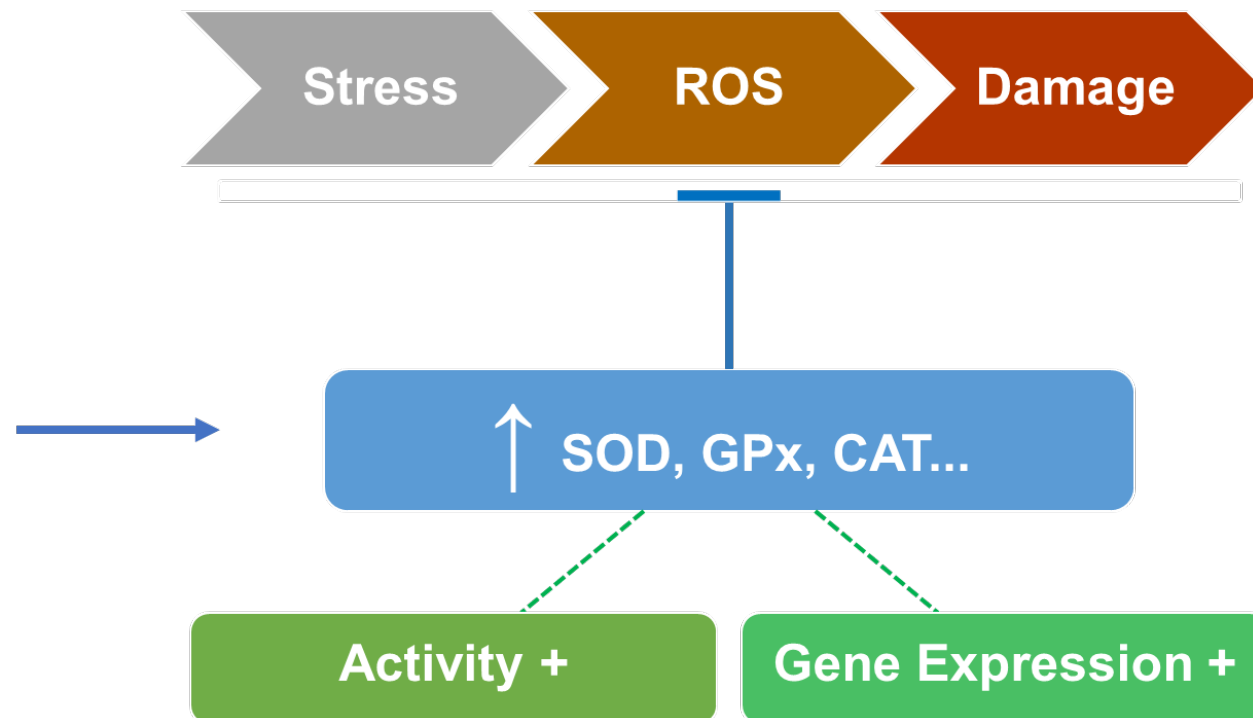 Stress
ROS
Damage
↑ SOD, GPx, CAT...
Activity +
Gene Expression +